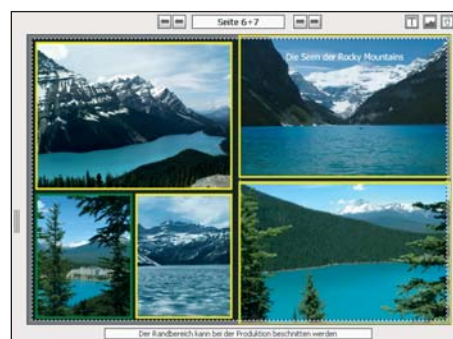 Seite 6+7
Die Seen der Rocky Mountains
Der Randbereich kann bei der Produktion beschnitten werden